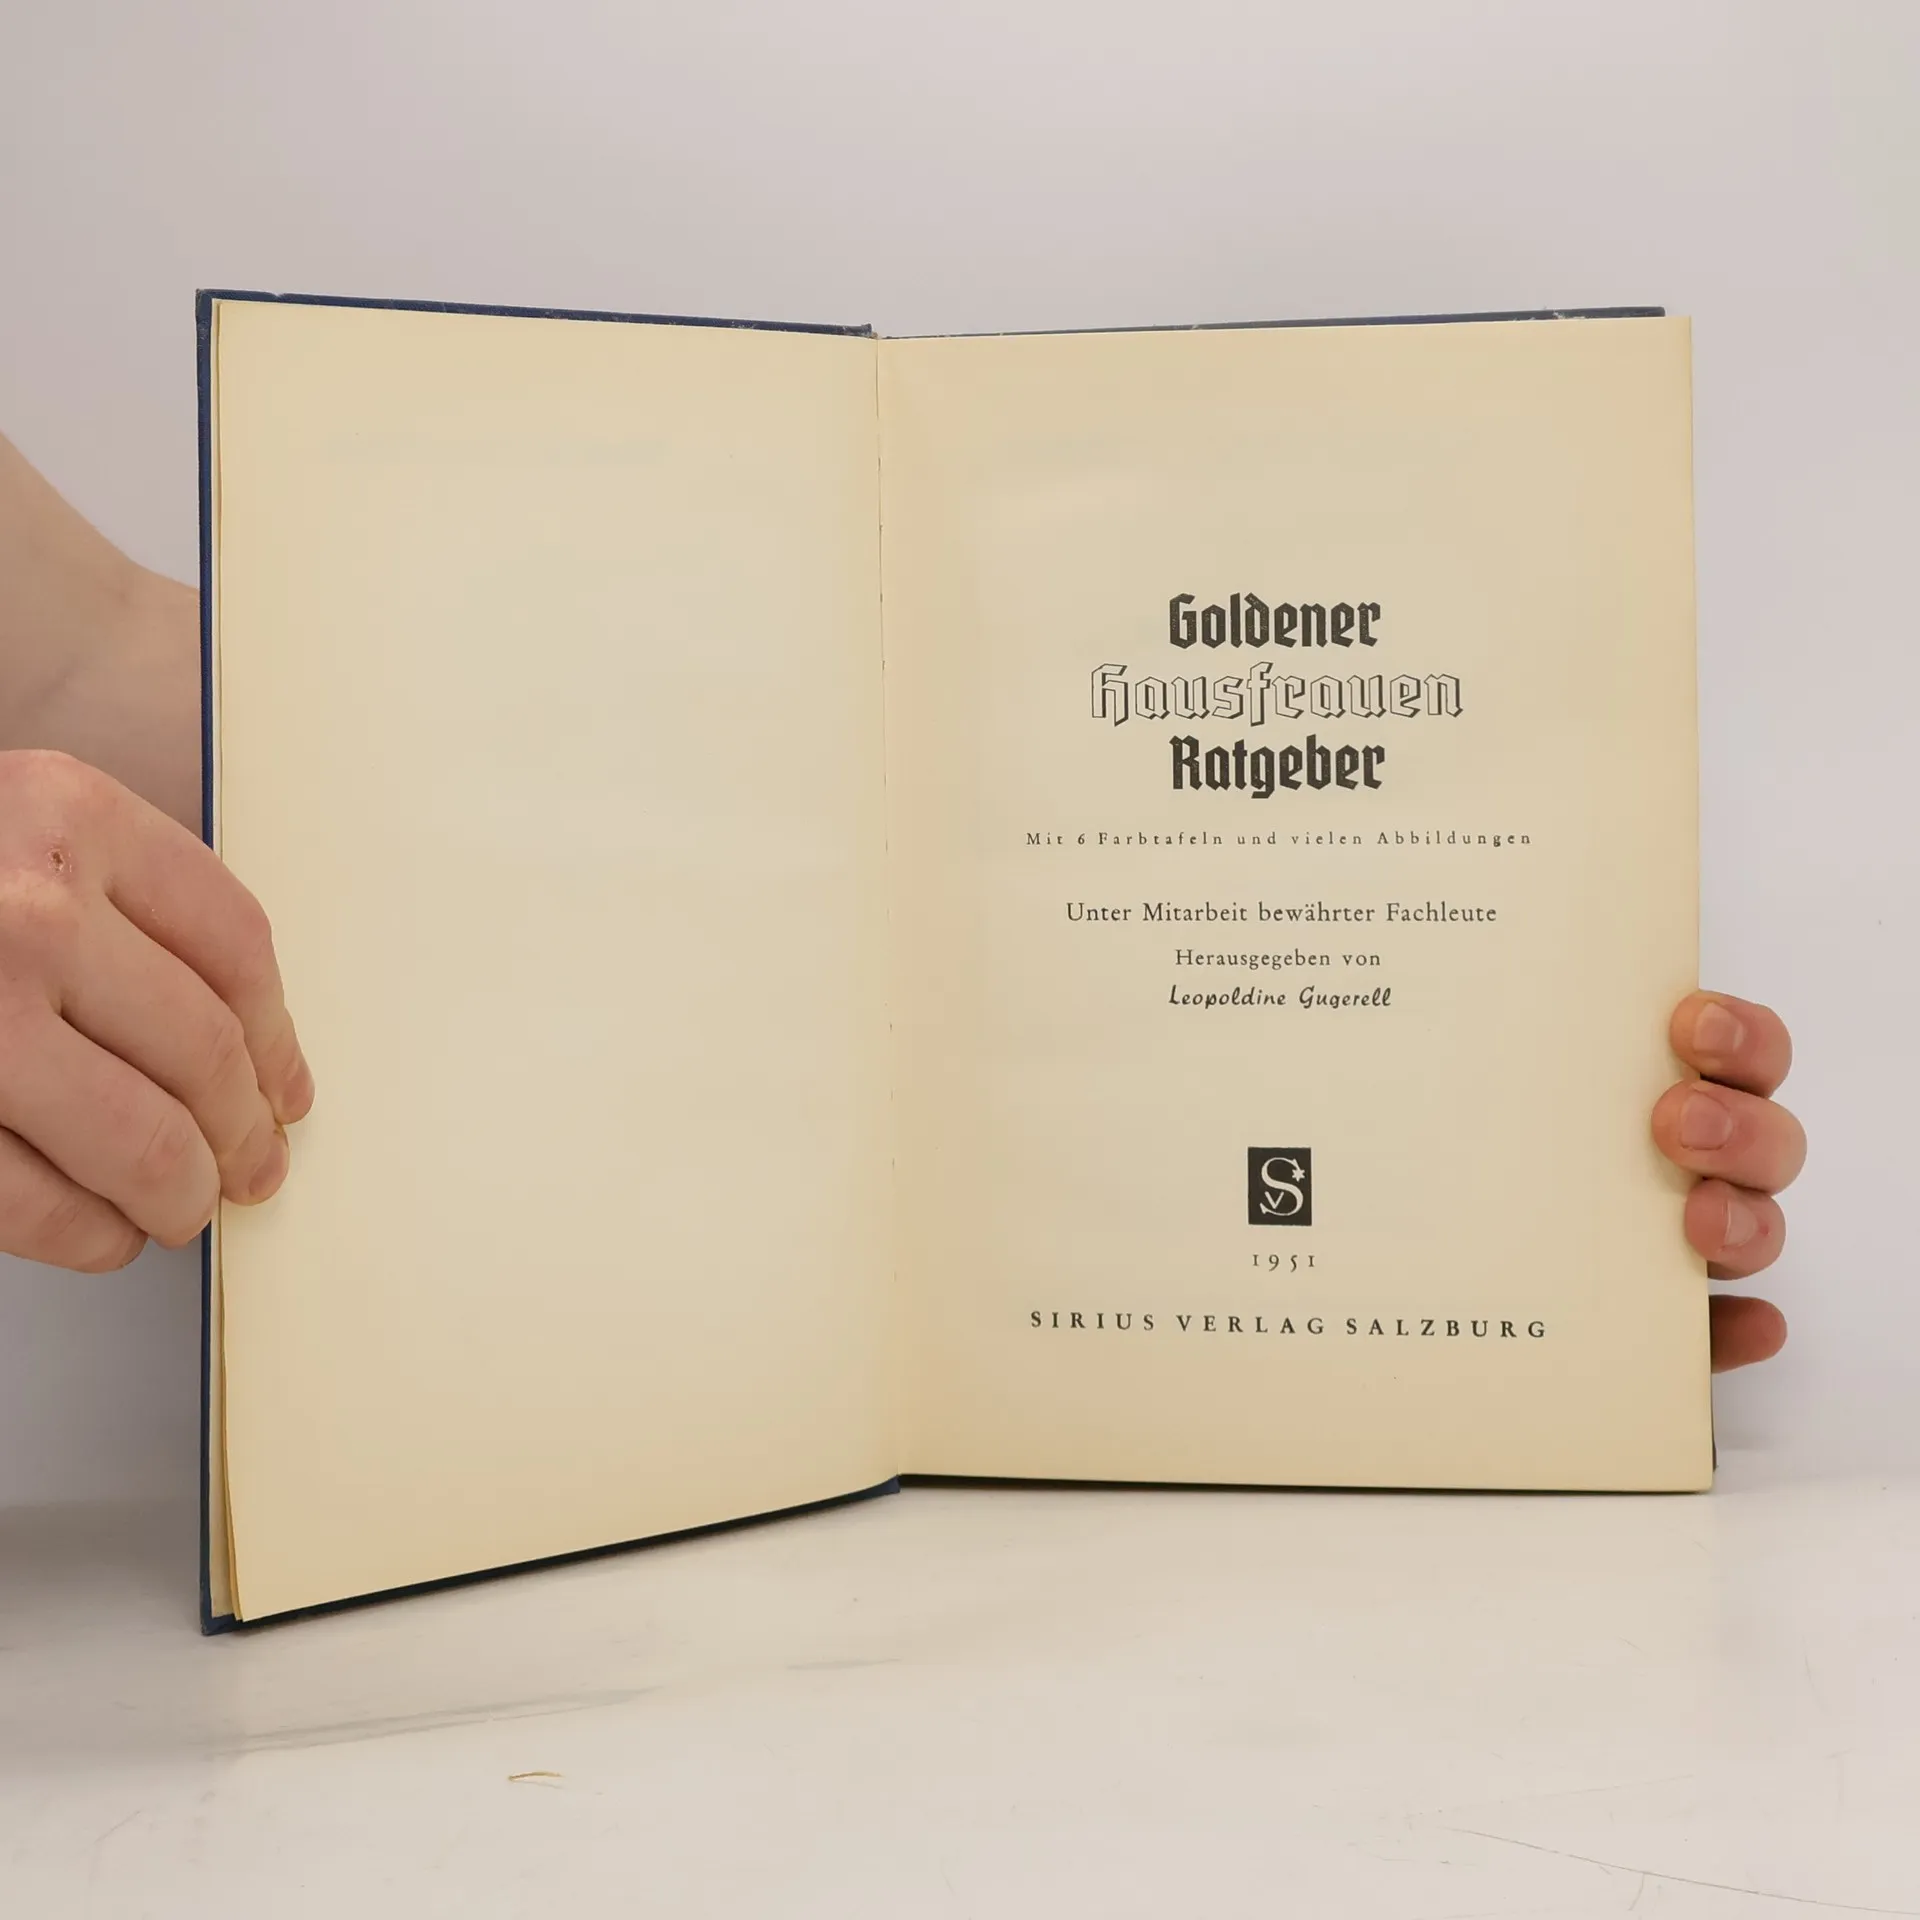 Goldener
Hausfrauen
Ratgeber
Mit 6 Farbtafeln und vielen Abbildungen
Unter Mitarbeit bewährter Fachleute
Herausgegeben von
Leopoldine Gugerell
SV
1951
SIRIUS VERLAG SALZBURG